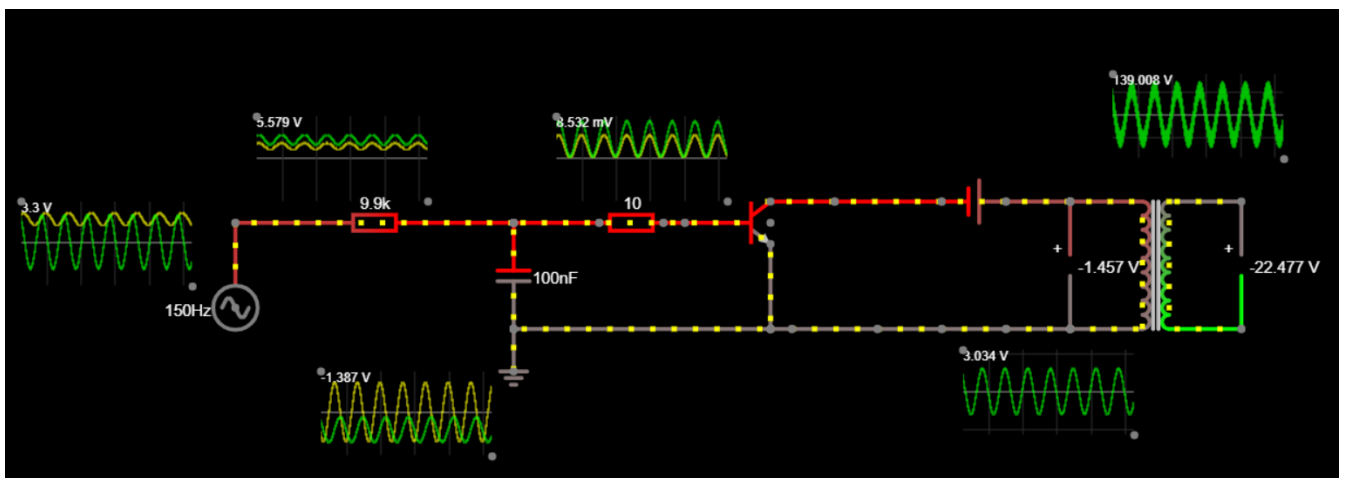 139.008 V
5.579 V
8.532 mV
3.3 V
9.9k
10
+
-1.457 V
+
-22.477 V
100nF
150Hz
3.034 V
-1.387 V